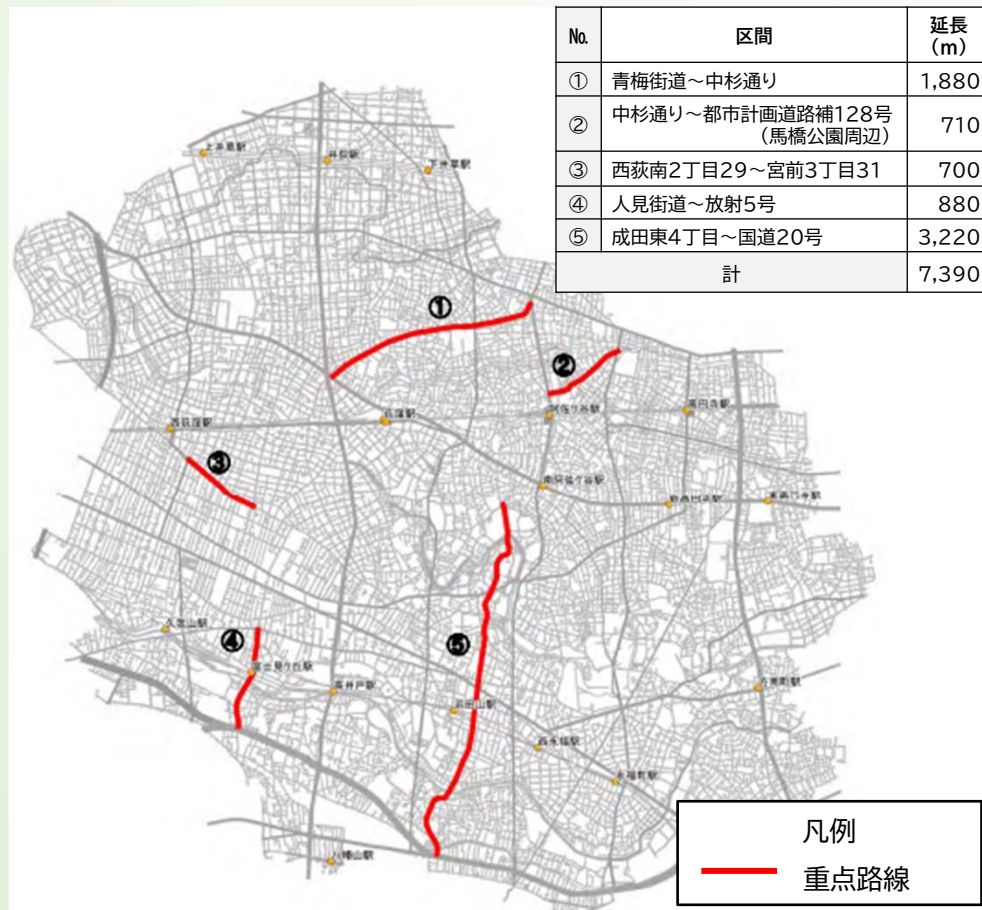 No. 区間 延長(m)
① 青梅街道~中杉通り 1,880
② 中杉通り~都市計画道路補128号 710
(馬橋公園周辺)
③ 西荻南2丁目29~宮前3丁目31 700
④ 人見街道~放射5号 880
⑤ 成田東4丁目~国道20号 3,220
計 7,390
上井草駅
井荻駅
下井草駅
①
②
阿佐ケ谷駅
高円寺駅
荻窪駅
西荻窪駅
③
南阿佐ケ谷駅
新高円寺駅
東高円寺駅
久我山駅
④
富士見ケ丘駅
高井戸駅
⑤
浜田山駅
方南町駅
西永福駅
永福町駅
八幡山駅
凡例
重点路線